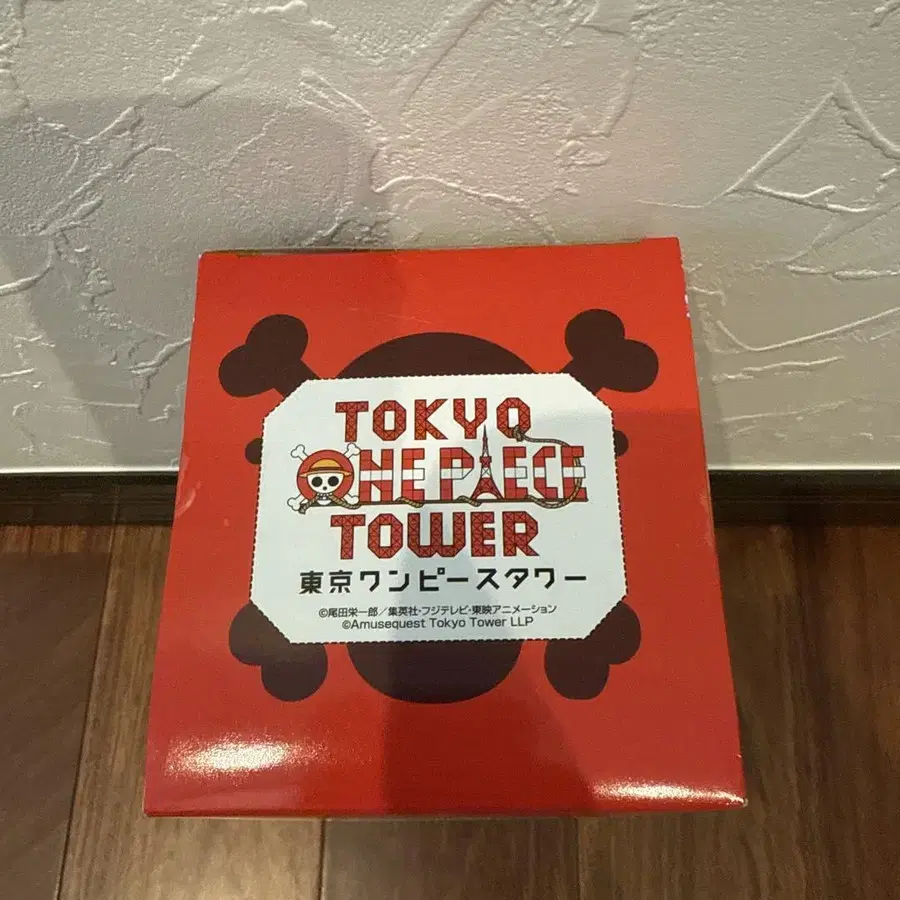 TOKYO
ONE PIECE
TOWER
東京ワンピースタワー
©尾田栄一郎／集英社・フジテレビ・東映アニメーション
©Amusequest Tokyo Tower LLP